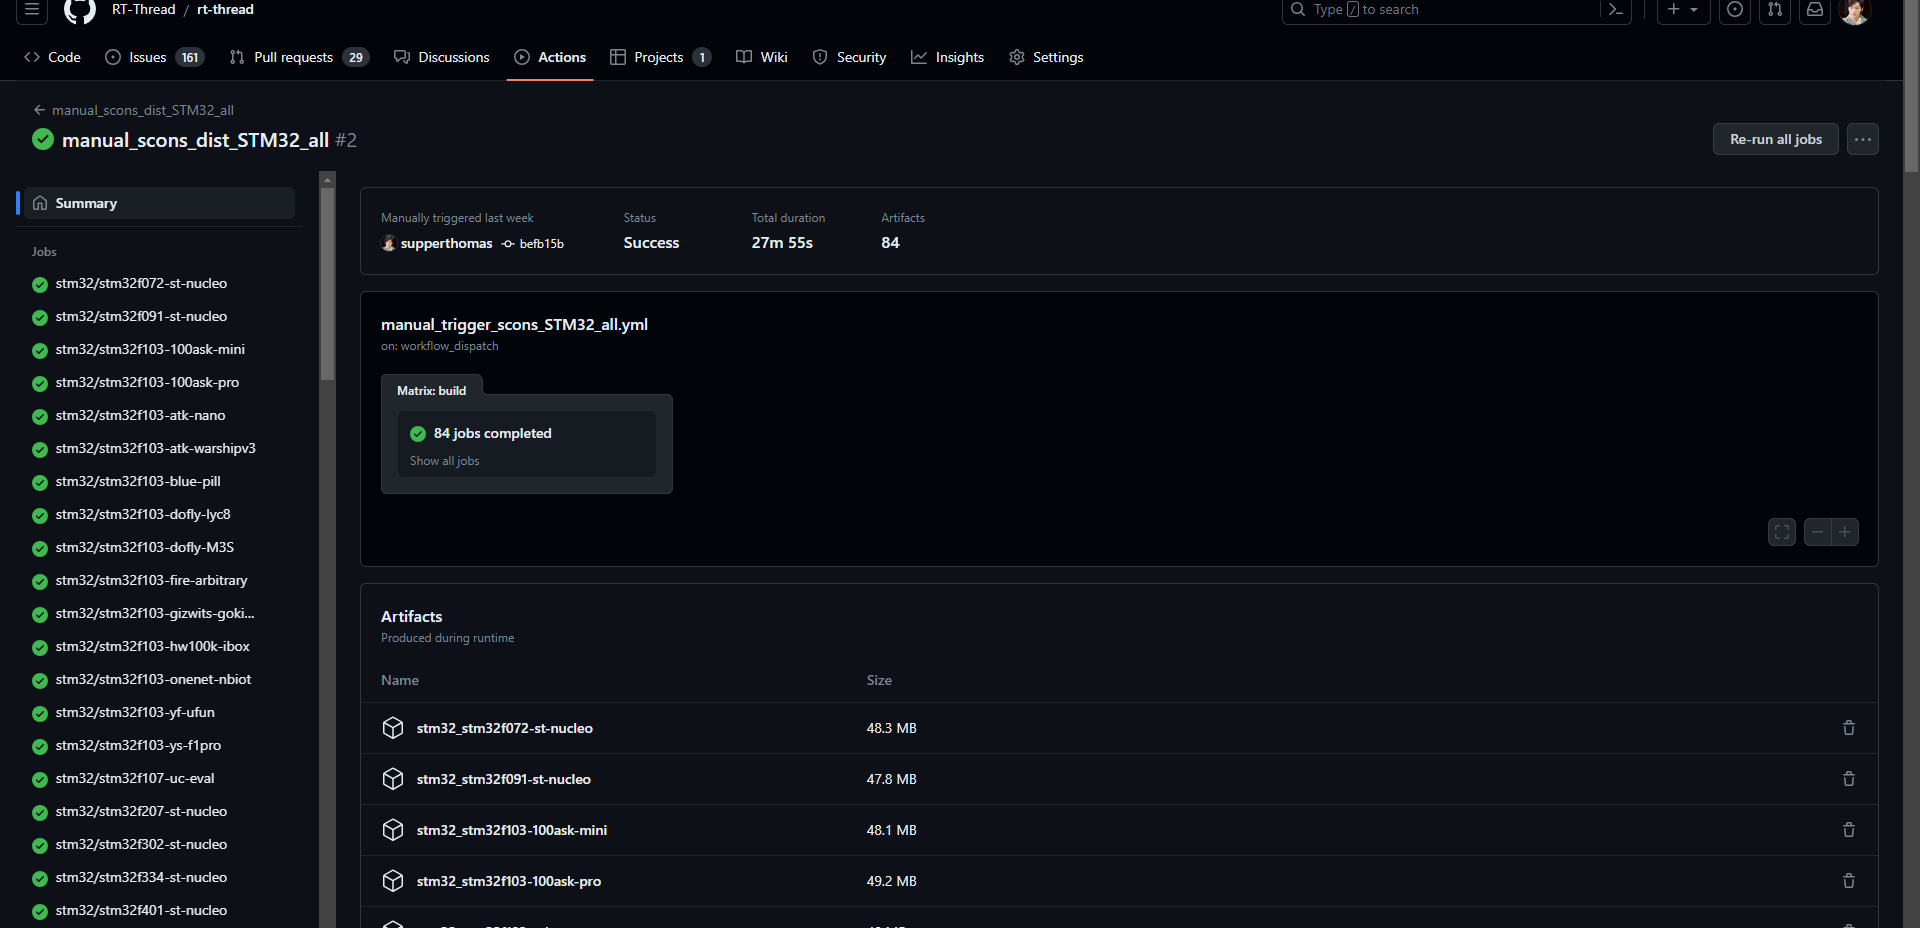 RT-Thread / rt-thread
Type / to search
Code
Issues 161
Pull requests 29
Discussions
Actions
Projects 1
Wiki
Security
Insights
Settings
manual_scons_dist_STM32_all
manual_scons_dist_STM32_all #2
Re-run all jobs
Summary
Jobs
stm32/stm32f072-st-nucleo
stm32/stm32f091-st-nucleo
stm32/stm32f103-100ask-mini
stm32/stm32f103-100ask-pro
stm32/stm32f103-atk-nano
stm32/stm32f103-atk-warshipv3
stm32/stm32f103-blue-pill
stm32/stm32f103-dofly-lyc8
stm32/stm32f103-dofly-M3S
stm32/stm32f103-fire-arbitrary
stm32/stm32f103-gizwits-goki...
stm32/stm32f103-hw100k-ibox
stm32/stm32f103-onenet-nbiot
stm32/stm32f103-yf-ufun
stm32/stm32f103-ys-f1pro
stm32/stm32f107-uc-eval
stm32/stm32f207-st-nucleo
stm32/stm32f302-st-nucleo
stm32/stm32f334-st-nucleo
stm32/stm32f401-st-nucleo
Manually triggered last week
supperthomas befb15b
Status
Success
Total duration
27m 55s
Artifacts
84
manual_trigger_scons_STM32_all.yml
on: workflow_dispatch
Matrix: build
84 jobs completed
Show all jobs
Artifacts
Produced during runtime
Name Size
stm32_stm32f072-st-nucleo 48.3 MB
stm32_stm32f091-st-nucleo 47.8 MB
stm32_stm32f103-100ask-mini 48.1 MB
stm32_stm32f103-100ask-pro 49.2 MB